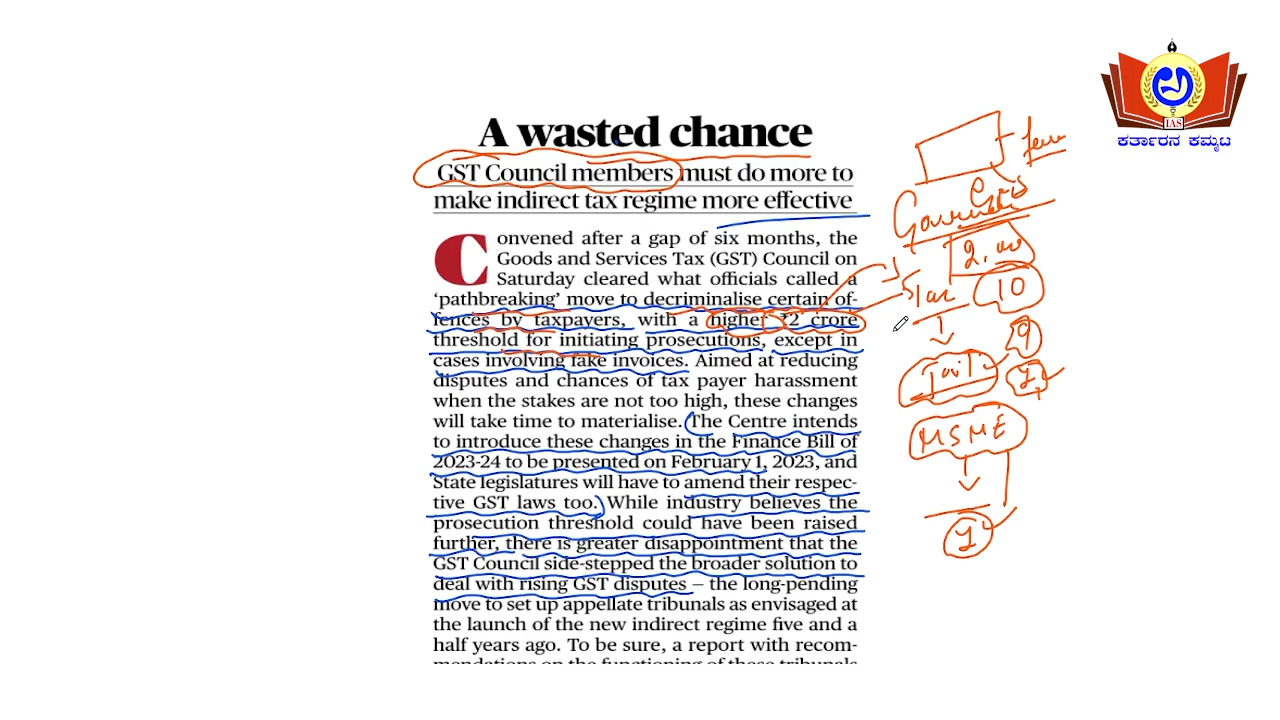 A wasted chance
GST Council members must do more to
make indirect tax regime more effective
Convened after a gap of six months, the
Goods and Services Tax (GST) Council on
Saturday cleared what officials called a
‘pathbreaking’ move to decriminalise certain of-
fences by taxpayers, with a higher ₹2 crore
threshold for initiating prosecutions, except in
cases involving fake invoices. Aimed at reducing
disputes and chances of tax payer harassment
when the stakes are not too high, these changes
will take time to materialise. The Centre intends
to introduce these changes in the Finance Bill of
2023-24 to be presented on February 1, 2023, and
State legislatures will have to amend their respec-
tive GST laws too. While industry believes the
prosecution threshold could have been raised
further, there is greater disappointment that the
GST Council side-stepped the broader solution to
deal with rising GST disputes – the long-pending
move to set up appellate tribunals as envisaged at
the launch of the new indirect regime five and a
half years ago. To be sure, a report with recom-
mendations on the functioning of these tribunals
10
9
MSME
IAS
ಕರ್ತಾರನ ಕಮ್ಮಟ